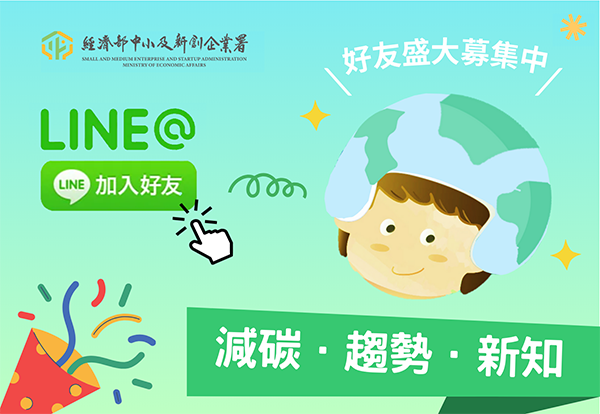 經濟部中小及新創企業署
SMALL AND MEDIUM ENTERPRISE AND STARTUP ADMINISTRATION
MINISTRY OF ECONOMIC AFFAIRS
好友盛大募集中
LINE@
LINE 加入好友
減碳・趨勢・新知